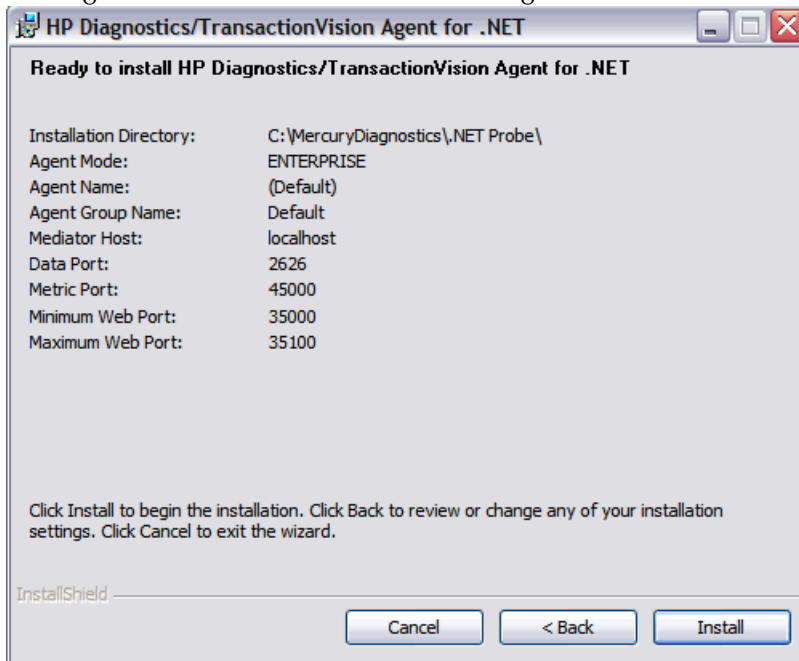 HP Diagnostics/TransactionVision Agent for .NET
Ready to install HP Diagnostics/TransactionVision Agent for .NET
Installation Directory: C:\MercuryDiagnostics\.NET Probe\
Agent Mode: ENTERPRISE
Agent Name: (Default)
Agent Group Name: Default
Mediator Host: localhost
Data Port: 2626
Metric Port: 45000
Minimum Web Port: 35000
Maximum Web Port: 35100
Click Install to begin the installation. Click Back to review or change any of your installation
settings. Click Cancel to exit the wizard.
InstallShield
Cancel < Back Install